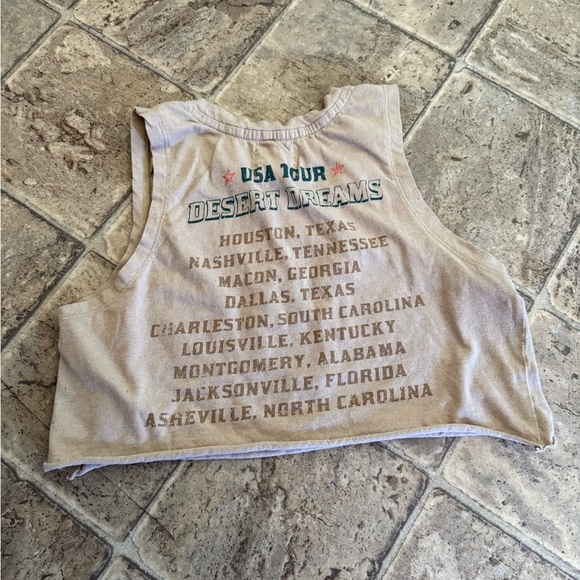 USA TOUR
DESERT DREAMS
HOUSTON, TEXAS
NASHVILLE, TENNESSEE
MACON, GEORGIA
DALLAS, TEXAS
CHARLESTON, SOUTH CAROLINA
LOUISVILLE, KENTUCKY
MONTGOMERY, ALABAMA
JACKSONVILLE, FLORIDA
ASHEVILLE, NORTH CAROLINA